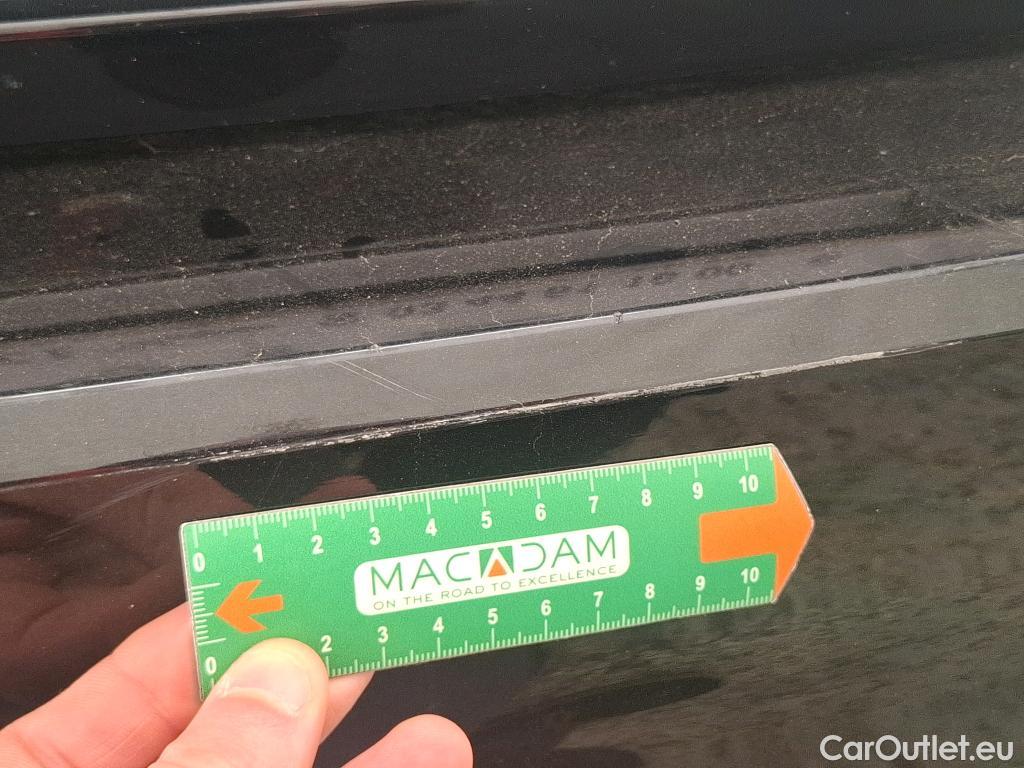 0 1 2 3 4 5 6 7 8 9 10
MACADAM
ON THE ROAD TO EXCELLENCE
0 2 3 4 5 6 7 8 9 10
CarOutlet.eu